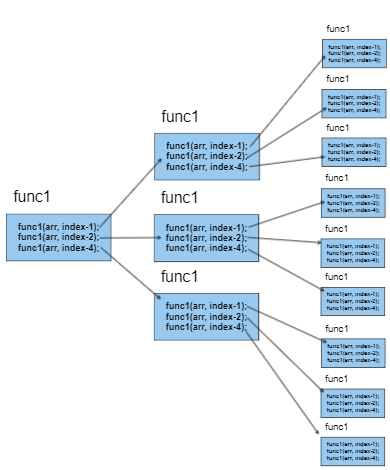 func1
func1(arr, index-1);
func1(arr, index-2);
func1(arr, index-4);
func1
func1(arr, index-1);
func1(arr, index-2);
func1(arr, index-4);
func1
func1(arr, index-1);
func1(arr, index-2);
func1(arr, index-4);
func1
func1(arr, index-1);
func1(arr, index-2);
func1(arr, index-4);
func1
func1(arr, index-1);
func1(arr, index-2);
func1(arr, index-4);
func1
func1(arr, index-1);
func1(arr, index-2);
func1(arr, index-4);
func1
func1(arr, index-1);
func1(arr, index-2);
func1(arr, index-4);
func1
func1(arr, index-1);
func1(arr, index-2);
func1(arr, index-4);
func1
func1(arr, index-1);
func1(arr, index-2);
func1(arr, index-4);
func1
func1(arr, index-1);
func1(arr, index-2);
func1(arr, index-4);
func1
func1(arr, index-1);
func1(arr, index-2);
func1(arr, index-4);
func1
func1(arr, index-1);
func1(arr, index-2);
func1(arr, index-4);
func1
func1(arr, index-1);
func1(arr, index-2);
func1(arr, index-4);